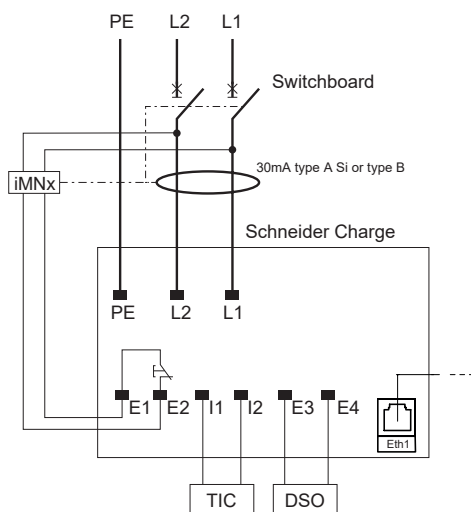 PE L2 L1
Switchboard
30mA type A Si or type B
iMNx
Schneider Charge
PE L2 L1
E1 E2 I1 I2 E3 E4
Eth1
TIC DSO